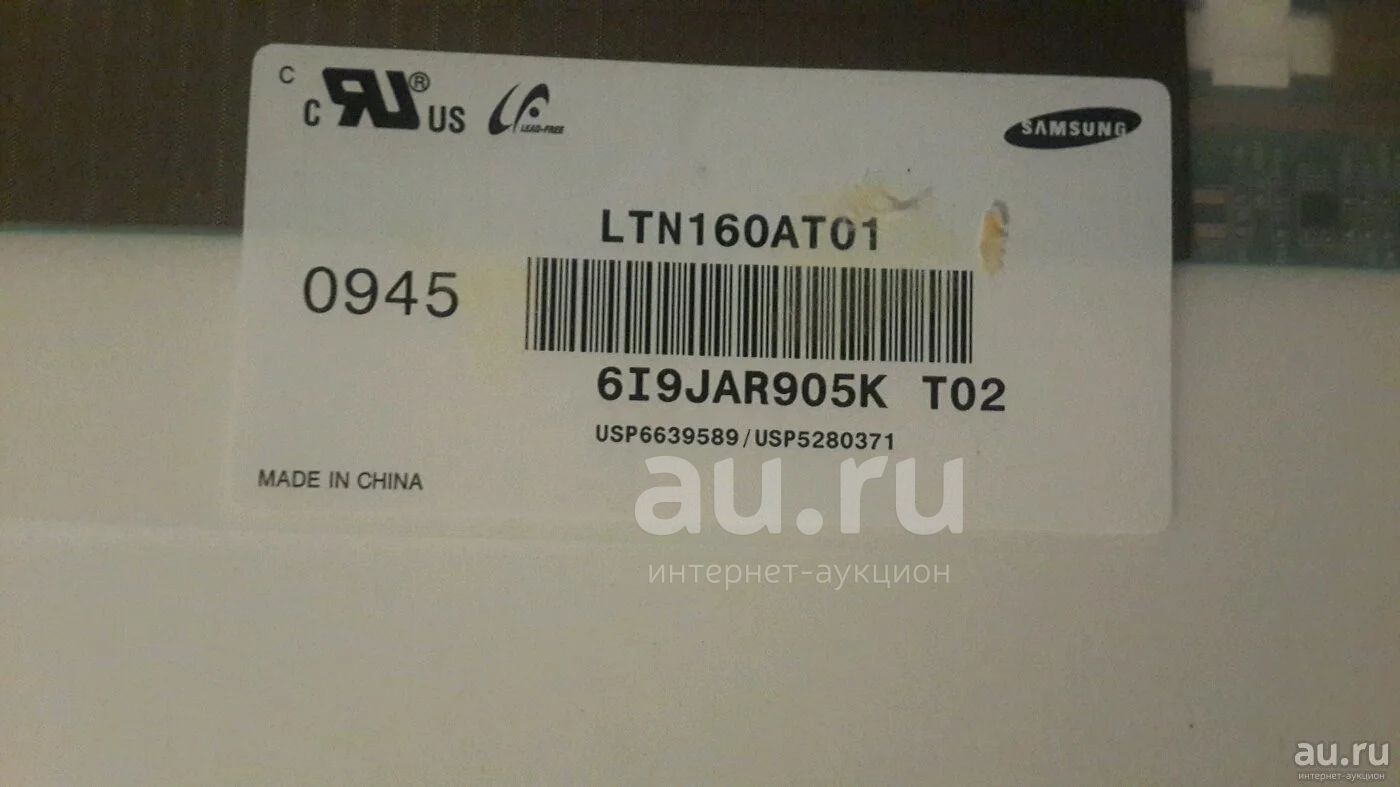 C
C RU® US LEAD-FREE
SAMSUNG
LTN160AT01
0945
6I9JAR905K T02
USP6639589/USP5280371
MADE IN CHINA
au.ru
интернет-аукцион
au.ru
интернет-аукцион